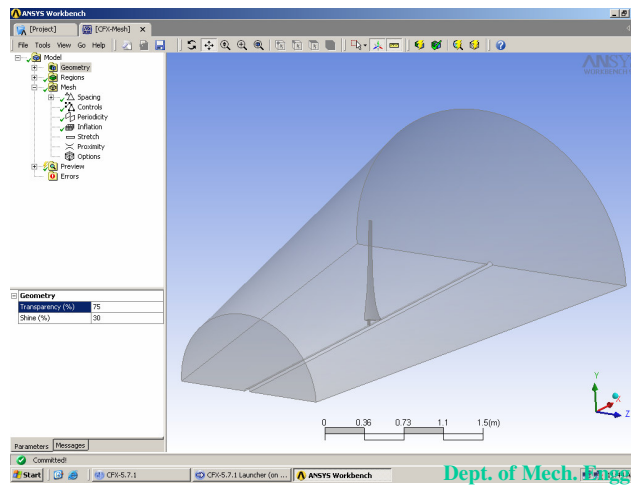 ANSYS Workbench
[Project] [CFX-Mesh]
File Tools View Go Help
Model
Geometry
Regions
Mesh
Spacing
Controls
Periodicity
Inflation
Stretch
Proximity
Options
Preview
Errors
Geometry
Transparency (%) 75
Shine (%) 30
Parameters Messages
ANSYS
WORKBENCH
Y
X
Z
0 0.36 0.73 1.1 1.5(m)
Committed!
Start CFX-5.7.1 CFX-5.7.1 Launcher (on ... ANSYS Workbench
Dept. of Mech. Engg